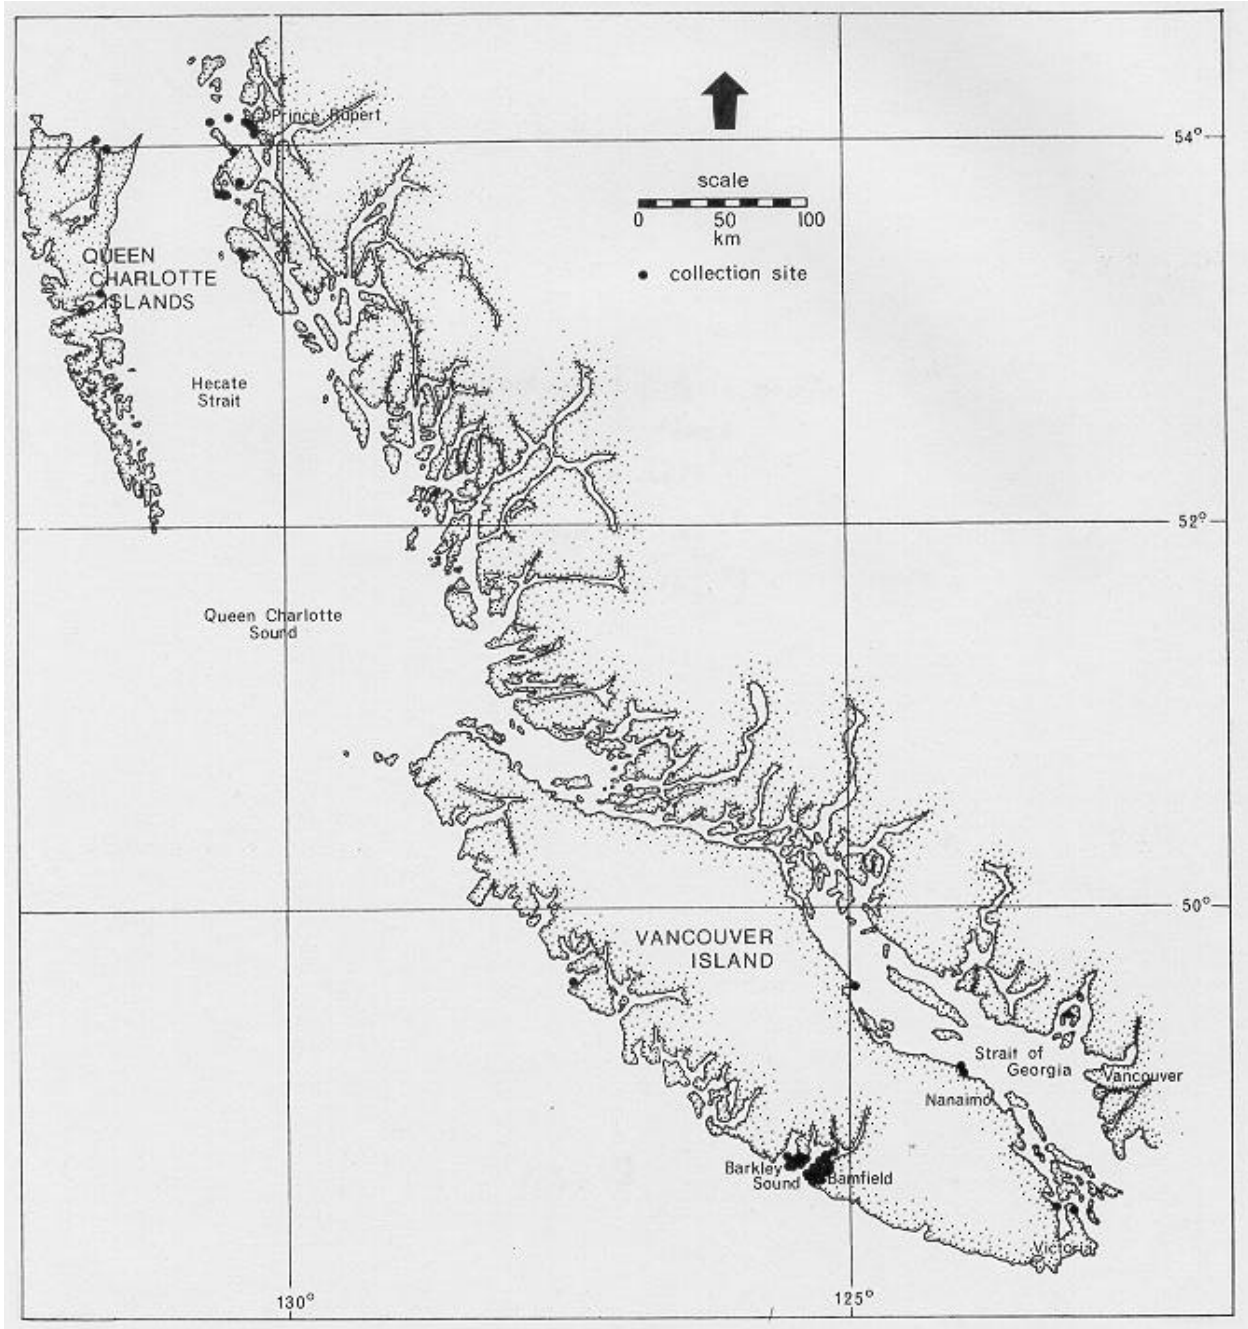 Prince Rupert
54°
scale
0 50 100
km
collection site
QUEEN
CHARLOTTE
ISLANDS
Hecate
Strait
52°
Queen Charlotte
Sound
50°
VANCOUVER
ISLAND
Strait of
Georgia
Vancouver
Nanaimo
Barkley
Sound
Bamfield
Victoria
130°
125°